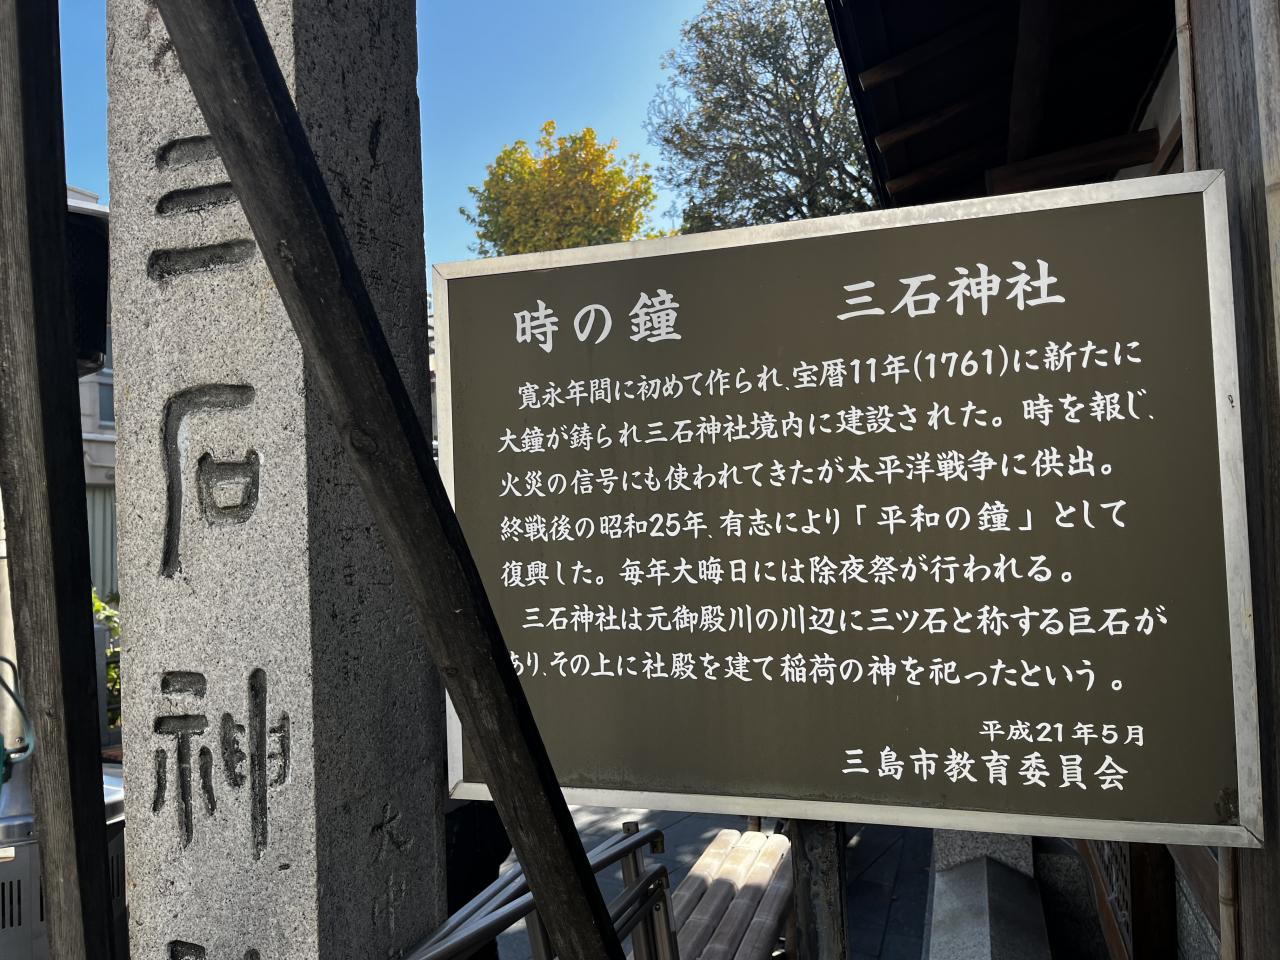 三石神
時の鐘 三石神社
寛永年間に初めて作られ、宝暦11年(1761)に新たに
大鐘が鋳られ三石神社境内に建設された。時を報じ、
火災の信号にも使われてきたが太平洋戦争に供出。
終戦後の昭和25年、有志により「平和の鐘」として
復興した。毎年大晦日には除夜祭が行われる。
三石神社は元御殿川の川辺に三ツ石と称する巨石が
あり、その上に社殿を建て稲荷の神を祀ったという。
平成21年5月
三島市教育委員会